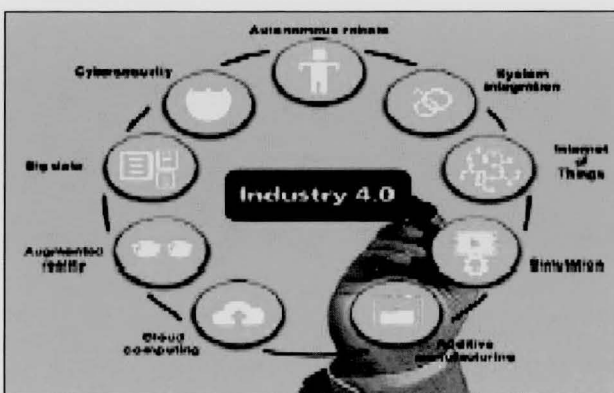 Autonomous robots
Cybersecurity
System
integration
Big data
Internet
of
Things
Industry 4.0
Augmented
reality
Simulation
Cloud
computing
Additive
manufacturing